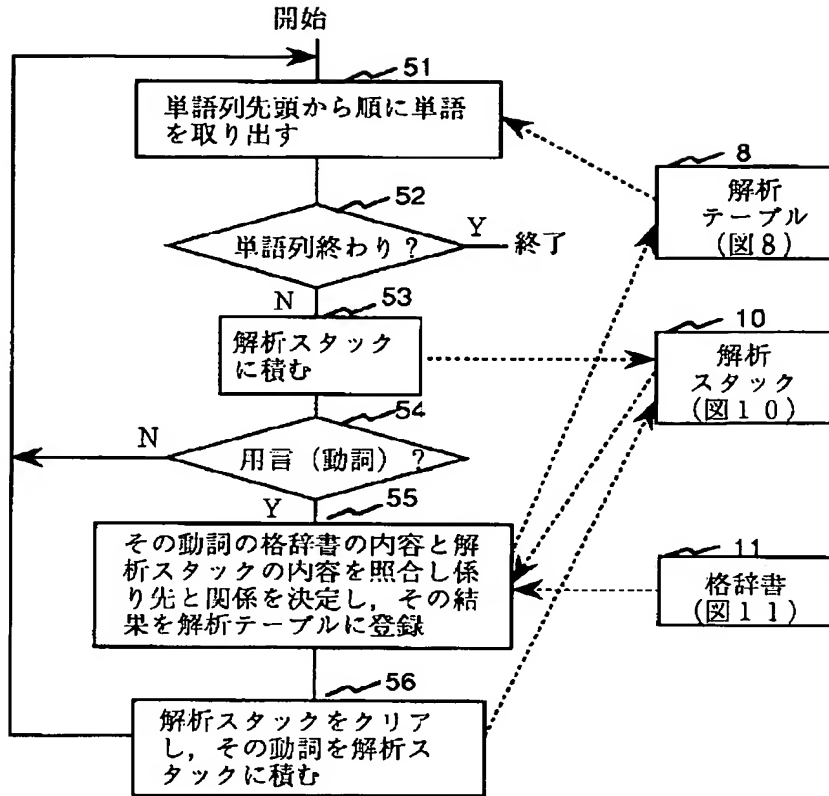 開始
51
単語列先頭から順に単語
を取り出す
52
単語列終わり？
Y
終了
N
53
解析スタック
に積む
54
用言（動詞）？
N
Y
55
その動詞の格辞書の内容と解
析スタックの内容を照合し係
り先と関係を決定し，その結
果を解析テーブルに登録
56
解析スタックをクリア
し，その動詞を解析ス
タックに積む
8
解析
テーブル
（図８）
10
解析
スタック
（図１０）
11
格辞書
（図１１）